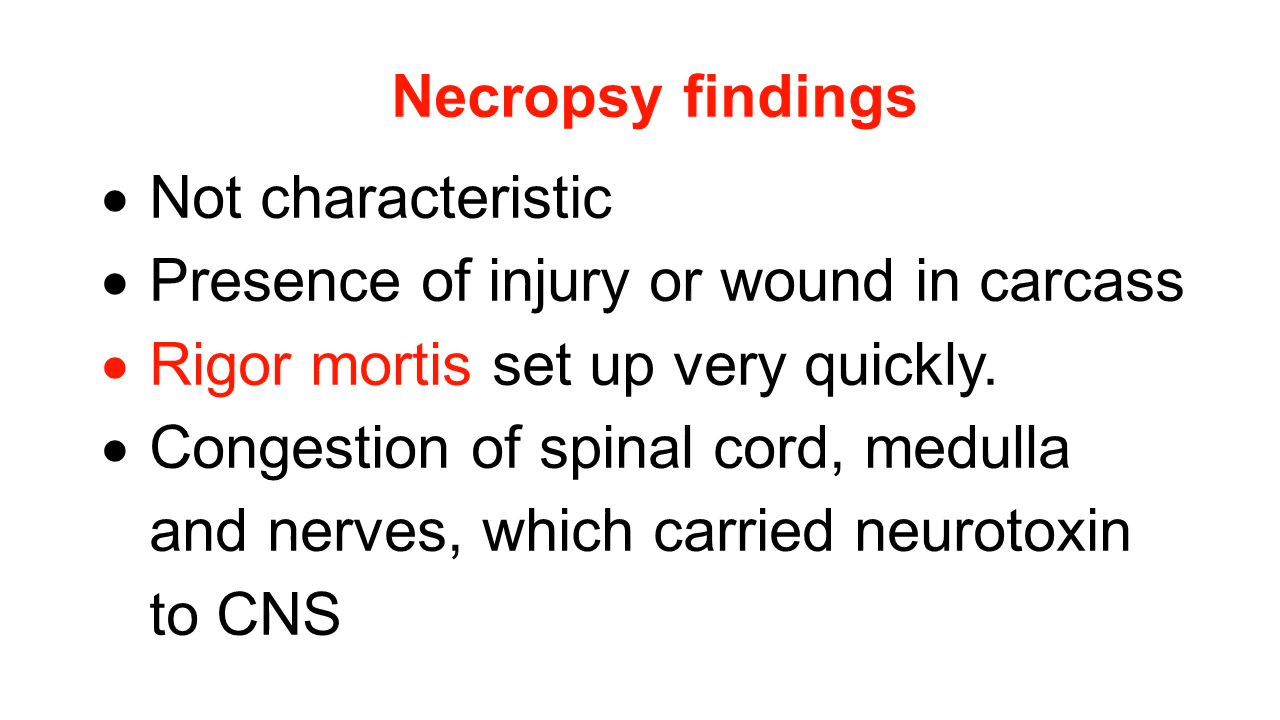 Necropsy findings
• Not characteristic
• Presence of injury or wound in carcass
• Rigor mortis set up very quickly.
• Congestion of spinal cord, medulla
and nerves, which carried neurotoxin
to CNS